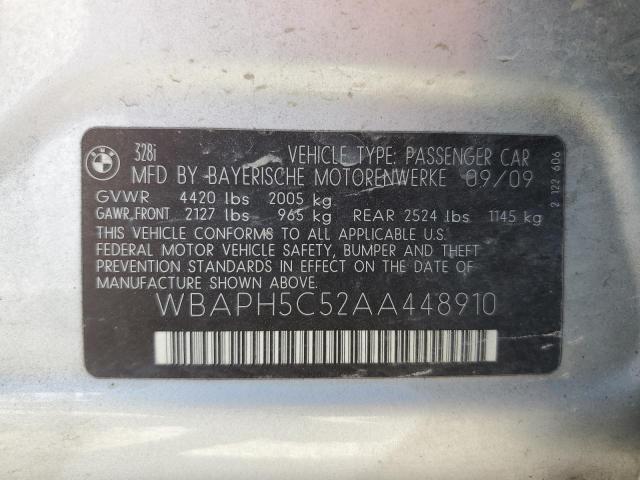 BMW
328i VEHICLE TYPE: PASSENGER CAR
MFD BY BAYERISCHE MOTORENWERKE 09/09
GVWR 4420 lbs 2005 kg
GAWR,FRONT 2127 lbs 965 kg REAR 2524 lbs 1145 kg
THIS VEHICLE CONFORMS TO ALL APPLICABLE U.S.
FEDERAL MOTOR VEHICLE SAFETY, BUMPER AND THEFT
PREVENTION STANDARDS IN EFFECT ON THE DATE
OF MANUFACTURE SHOWN ABOVE.
WBAPH5C52AA448910
2 122 606